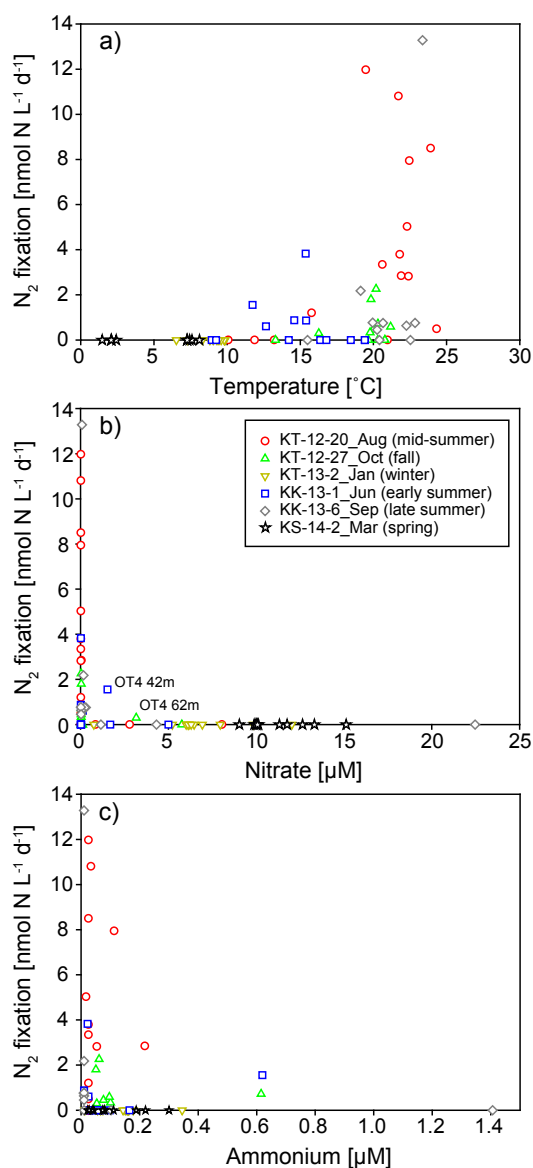 a)
14
12
10
8
6
4
2
0
N₂ fixation [nmol N L⁻¹ d⁻¹]
0 5 10 15 20 25 30
Temperature [˚C]
b)
14
12
10
8
6
4
2
0
N₂ fixation [nmol N L⁻¹ d⁻¹]
KT-12-20_Aug (mid-summer)
KT-12-27_Oct (fall)
KT-13-2_Jan (winter)
KK-13-1_Jun (early summer)
KK-13-6_Sep (late summer)
KS-14-2_Mar (spring)
OT4 42m
OT4 62m
0 5 10 15 20 25
Nitrate [µM]
c)
14
12
10
8
6
4
2
0
N₂ fixation [nmol N L⁻¹ d⁻¹]
0 0.2 0.4 0.6 0.8 1.0 1.2 1.4
Ammonium [µM]